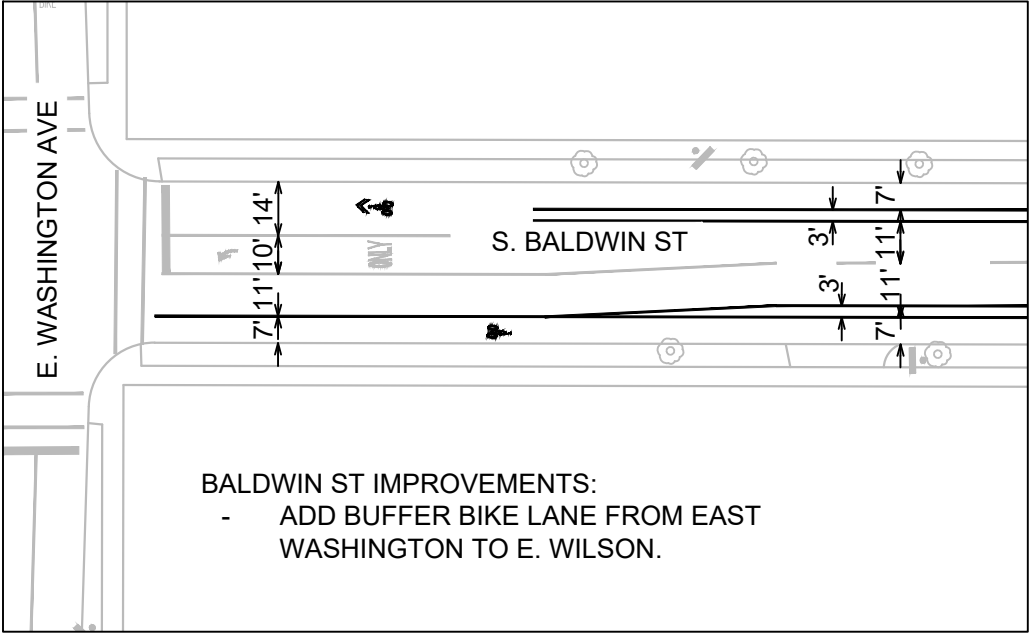 BIKE
E. WASHINGTON AVE
14'
10'
11'
7'
ONLY
S. BALDWIN ST
7'
3'
11'
11'
3'
7'
BALDWIN ST IMPROVEMENTS:
- ADD BUFFER BIKE LANE FROM EAST
WASHINGTON TO E. WILSON.